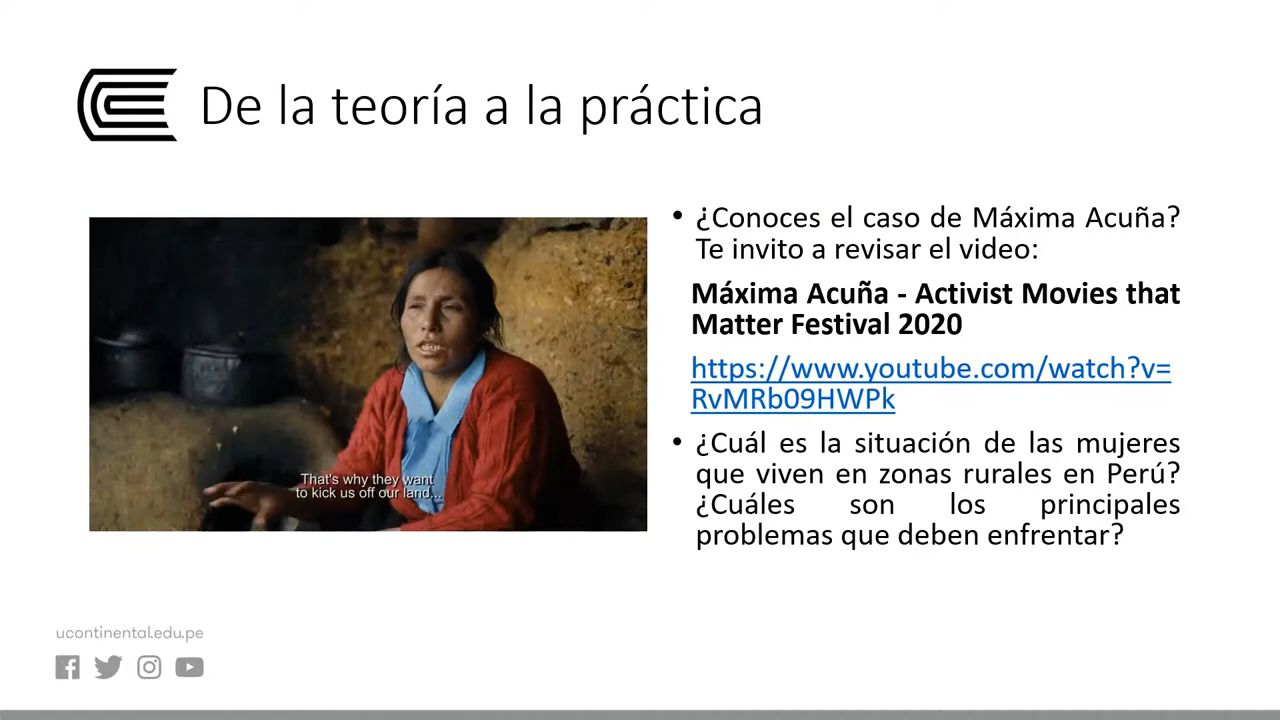 De la teoría a la práctica
• ¿Conoces el caso de Máxima Acuña?
Te invito a revisar el video:
Máxima Acuña - Activist Movies that
Matter Festival 2020
https://www.youtube.com/watch?v=
RvMRb09HWPk
• ¿Cuál es la situación de las mujeres
que viven en zonas rurales en Perú?
¿Cuáles son los principales
problemas que deben enfrentar?
That's why they want
to kick us off our land...
ucontinental.edu.pe